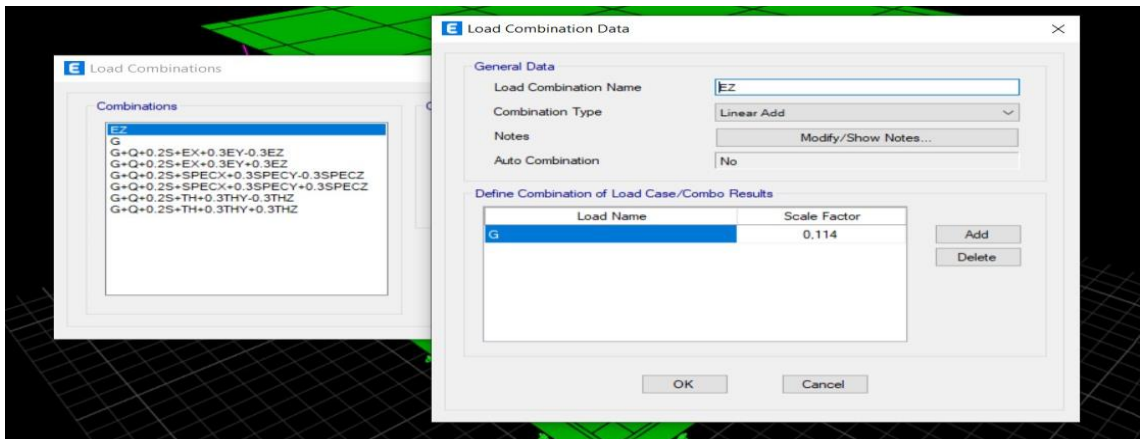 E Load Combinations
Combinations
EZ
G
G+Q+0.2S+EX+0.3EY-0.3EZ
G+Q+0.2S+EX+0.3EY+0.3EZ
G+Q+0.2S+SPECX+0.3SPECY-0.3SPECZ
G+Q+0.2S+SPECX+0.3SPECY+0.3SPECZ
G+Q+0.2S+TH+0.3THY-0.3THZ
G+Q+0.2S+TH+0.3THY+0.3THZ
E Load Combination Data
General Data
Load Combination Name EZ
Combination Type Linear Add
Notes Modify/Show Notes...
Auto Combination No
Define Combination of Load Case/Combo Results
Load Name Scale Factor
G 0,114 Add
Delete
OK Cancel